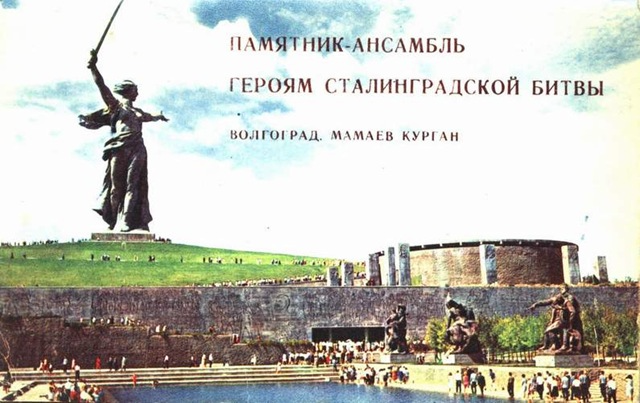 ПАМЯТНИК-АНСАМБЛЬ
ГЕРОЯМ СТАЛИНГРАДСКОЙ БИТВЫ
ВОЛГОГРАД. МАМАЕВ КУРГАН